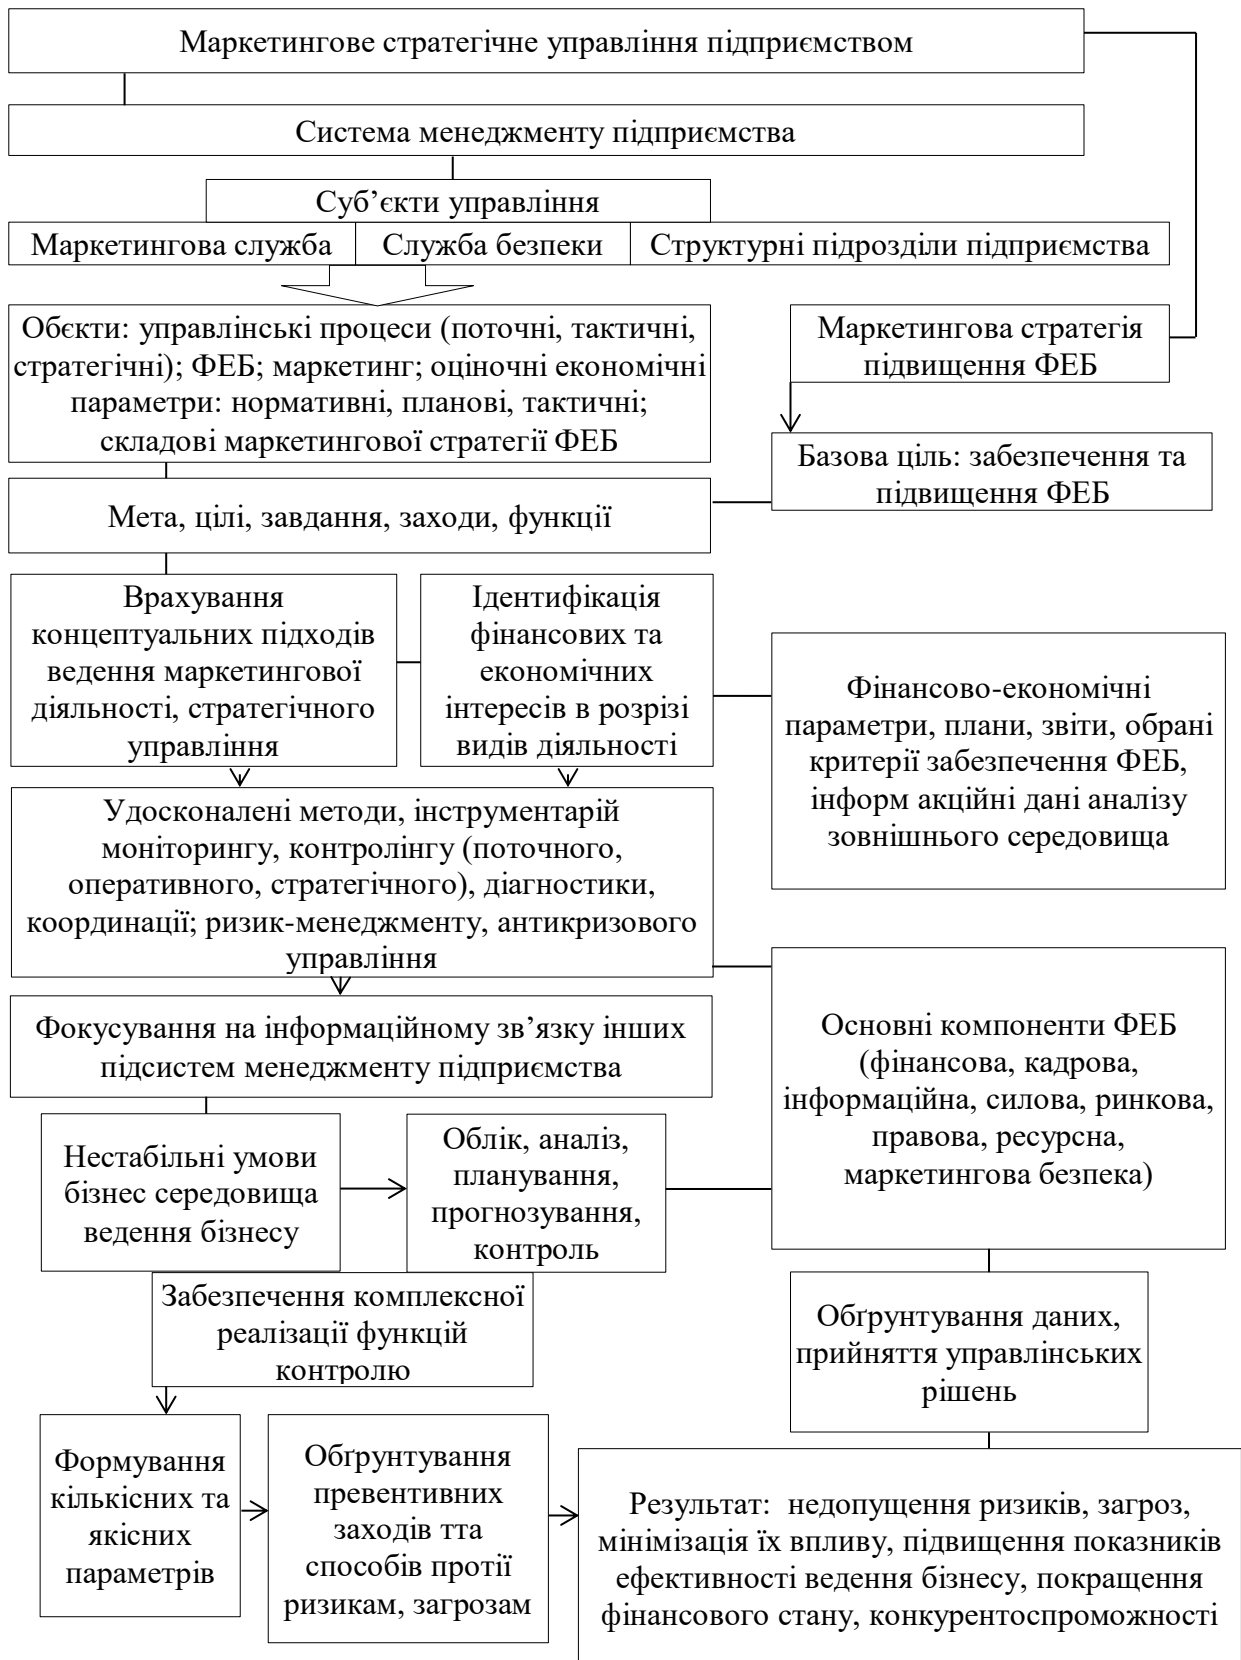 Маркетингове стратегічне управління підприємством
Система менеджменту підприємства
Суб’єкти управління
Маркетингова служба
Служба безпеки
Структурні підрозділи підприємства
Обєкти: управлінські процеси (поточні, тактичні,
стратегічні); ФЕБ; маркетинг; оціночні економічні
параметри: нормативні, планові, тактичні;
складові маркетингової стратегії ФЕБ
Маркетингова стратегія
підвищення ФЕБ
Базова ціль: забезпечення та
підвищення ФЕБ
Мета, цілі, завдання, заходи, функції
Врахування
концептуальних підходів
ведення маркетингової
діяльності, стратегічного
управління
Ідентифікація
фінансових та
економічних
інтересів в розрізі
видів діяльності
Фінансово-економічні
параметри, плани, звіти, обрані
критерії забезпечення ФЕБ,
інформ акційні дані аналізу
зовнішнього середовища
Удосконалені методи, інструментарій
моніторингу, контролінгу (поточного,
оперативного, стратегічного), діагностики,
координації; ризик-менеджменту, антикризового
управління
Фокусування на інформаційному зв’язку інших
підсистем менеджменту підприємства
Основні компоненти ФЕБ
(фінансова, кадрова,
інформаційна, силова, ринкова,
правова, ресурсна,
маркетингова безпека)
Нестабільні умови
бізнес середовища
ведення бізнесу
Облік, аналіз,
планування,
прогнозування,
контроль
Забезпечення комплексної
реалізації функцій
контролю
Обґрунтування даних,
прийняття управлінських
рішень
Формування
кількісних та
якісних
параметрів
Обґрунтування
превентивних
заходів тта
способів протії
ризикам, загрозам
Результат: недопущення ризиків, загроз,
мінімізація їх впливу, підвищення показників
ефективності ведення бізнесу, покращення
фінансового стану, конкурентоспроможності